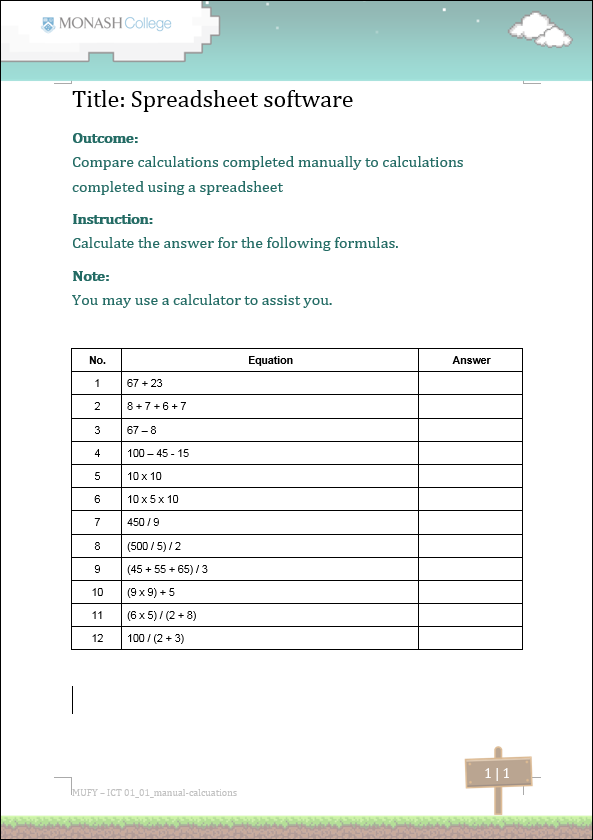 MONASH College
Title: Spreadsheet software
Outcome:
Compare calculations completed manually to calculations
completed using a spreadsheet
Instruction:
Calculate the answer for the following formulas.
Note:
You may use a calculator to assist you.
No. Equation Answer
1 67 + 23
2 8 + 7 + 6 + 7
3 67 – 8
4 100 – 45 - 15
5 10 x 10
6 10 x 5 x 10
7 450 / 9
8 (500 / 5) / 2
9 (45 + 55 + 65) / 3
10 (9 x 9) + 5
11 (6 x 5) / (2 + 8)
12 100 / (2 + 3)
1 | 1
MUFY – ICT 01_01_manual-calcuations